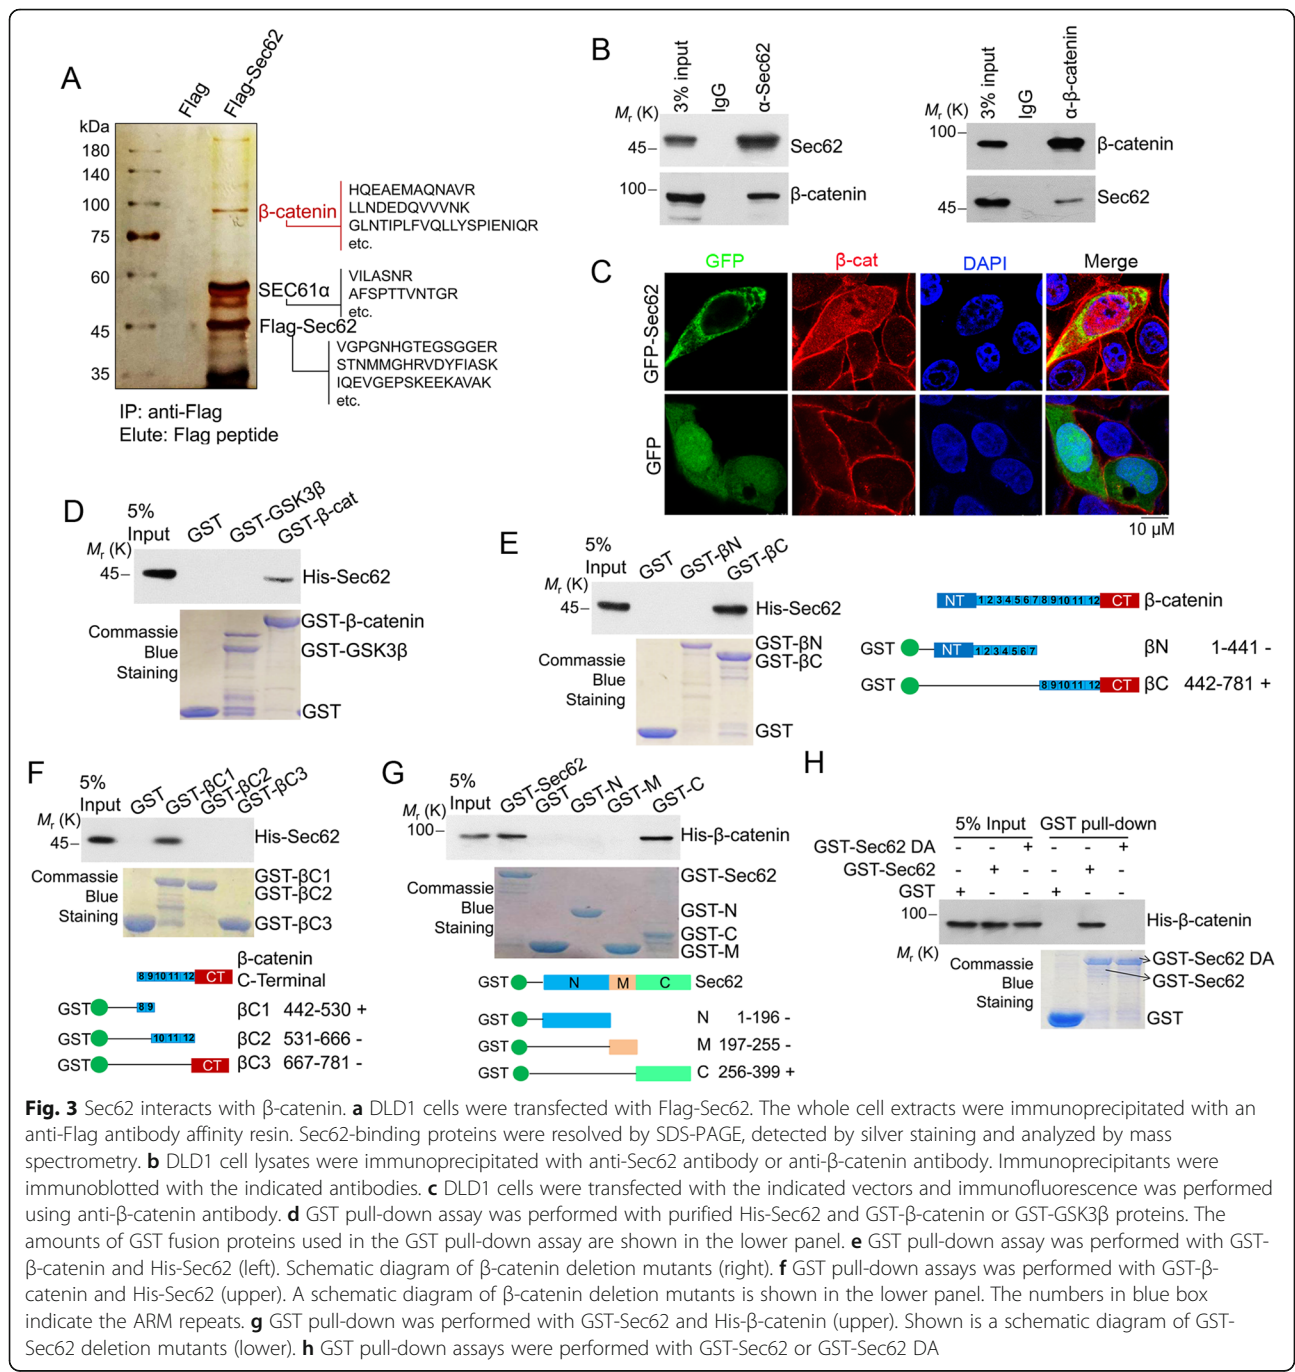 A
Flag
Flag-Sec62
kDa
180
140
100
75
60
45
35
β-catenin
HQEAEMAQNAVR
LLNDEDQVVVNK
GLNTIPLFVQLLYSPIENIQR
etc.
SEC61α
VILASNR
AFSPTTVNTGR
etc.
Flag-Sec62
VGPGNHGTEGSGGER
STNMMGHRVDYFIASK
IQEVGEPSKEEKAVAK
etc.
IP: anti-Flag
Elute: Flag peptide
B
3% input
IgG
α-Sec62
Mr (K)
45
Sec62
100
β-catenin
3% input
IgG
α-β-catenin
Mr (K)
100
β-catenin
45
Sec62
C
GFP
β-cat
DAPI
Merge
GFP-Sec62
GFP
10 µM
D
5%
Input
GST
GST-GSK3β
GST-β-cat
Mr (K)
45
His-Sec62
Commassie
Blue
Staining
GST-β-catenin
GST-GSK3β
GST
E
5%
Input
GST
GST-βN
GST-βC
Mr (K)
45
His-Sec62
Commassie
Blue
Staining
GST-βN
GST-βC
GST
NT 1 2 3 4 5 6 7 8 9 10 11 12 CT β-catenin
GST NT 1 2 3 4 5 6 7 βN 1-441 -
GST 8 9 10 11 12 CT βC 442-781 +
F
5%
Input
GST
GST-βC1
GST-βC2
GST-βC3
Mr (K)
45
His-Sec62
Commassie
Blue
Staining
GST-βC1
GST-βC2
GST-βC3
8 9 10 11 12 CT
β-catenin
C-Terminal
GST 8 9 βC1 442-530 +
GST 10 11 12 βC2 531-666 -
GST CT βC3 667-781 -
G
5%
Input
GST-Sec62
GST
GST-N
GST-M
GST-C
Mr (K)
100
His-β-catenin
Commassie
Blue
Staining
GST-Sec62
GST-N
GST-C
GST-M
GST N M C Sec62
GST N 1-196 -
GST M 197-255 -
GST C 256-399 +
H
5% Input GST pull-down
GST-Sec62 DA - - + - - +
GST-Sec62 - + - - + -
GST + - - + - -
100
His-β-catenin
Mr (K)
Commassie
Blue
Staining
GST-Sec62 DA
GST-Sec62
GST
Fig. 3 Sec62 interacts with β-catenin. a DLD1 cells were transfected with Flag-Sec62. The whole cell extracts were immunoprecipitated with an
anti-Flag antibody affinity resin. Sec62-binding proteins were resolved by SDS-PAGE, detected by silver staining and analyzed by mass
spectrometry. b DLD1 cell lysates were immunoprecipitated with anti-Sec62 antibody or anti-β-catenin antibody. Immunoprecipitants were
immunoblotted with the indicated antibodies. c DLD1 cells were transfected with the indicated vectors and immunofluorescence was performed
using anti-β-catenin antibody. d GST pull-down assay was performed with purified His-Sec62 and GST-β-catenin or GST-GSK3β proteins. The
amounts of GST fusion proteins used in the GST pull-down assay are shown in the lower panel. e GST pull-down assay was performed with GST-
β-catenin and His-Sec62 (left). Schematic diagram of β-catenin deletion mutants (right). f GST pull-down assays was performed with GST-β-
catenin and His-Sec62 (upper). A schematic diagram of β-catenin deletion mutants is shown in the lower panel. The numbers in blue box
indicate the ARM repeats. g GST pull-down was performed with GST-Sec62 and His-β-catenin (upper). Shown is a schematic diagram of GST-
Sec62 deletion mutants (lower). h GST pull-down assays were performed with GST-Sec62 or GST-Sec62 DA